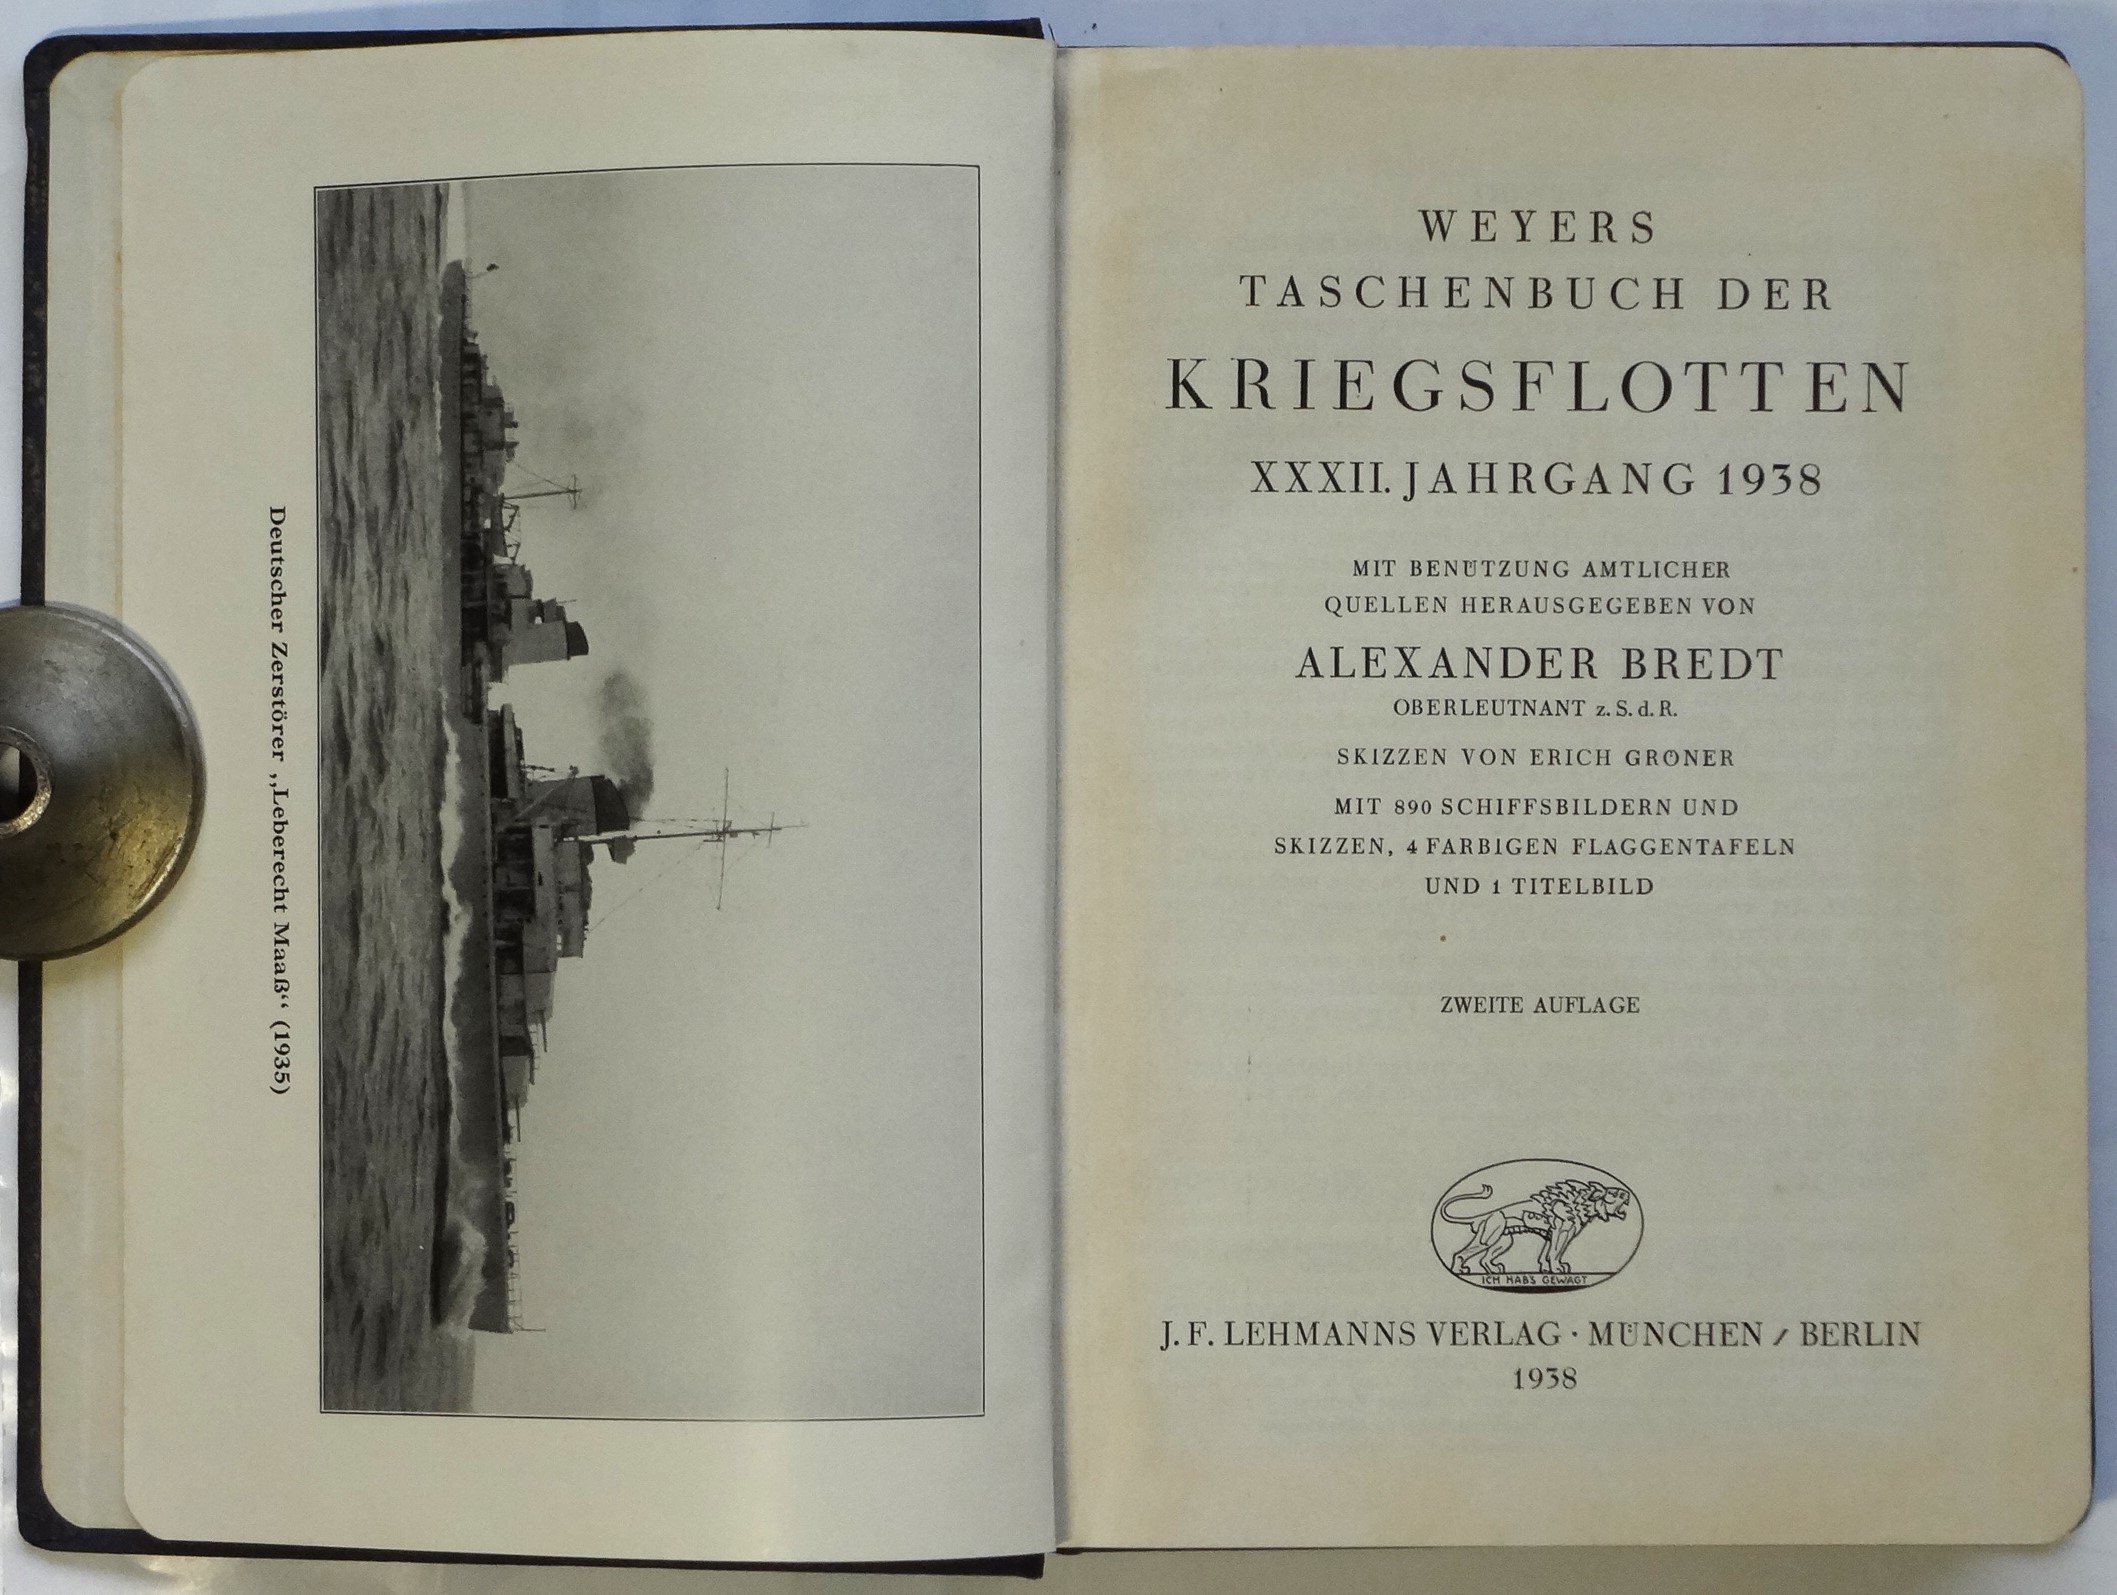 Deutscher Zerstörer „Leberecht Maaß“ (1935)
WEYERS
TASCHENBUCH DER
KRIEGSFLOTTEN
XXXII. JAHRGANG 1938
MIT BENÜTZUNG AMTLICHER
QUELLEN HERAUSGEGEBEN VON
ALEXANDER BREDT
OBERLEUTNANT z. S. d. R.
SKIZZEN VON ERICH GRÖNER
MIT 890 SCHIFFSBILDERN UND
SKIZZEN, 4 FARBIGEN FLAGGENTAFELN
UND 1 TITELBILD
ZWEITE AUFLAGE
ICH HAB'S GEWAGT
J. F. LEHMANNS VERLAG · MÜNCHEN / BERLIN
1938